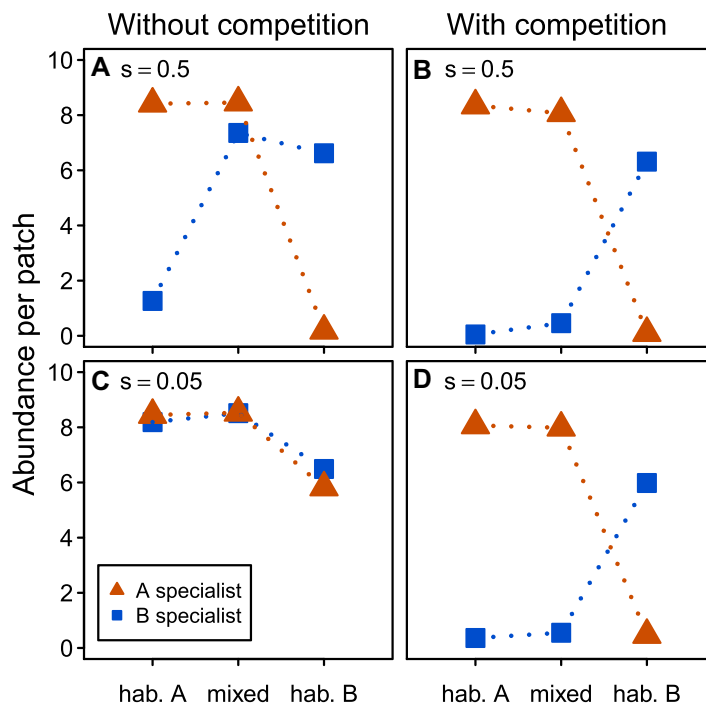 Without competition
With competition
Abundance per patch
A
s = 0.5
10
8
6
4
2
0
B
s = 0.5
C
s = 0.05
10
8
6
4
2
0
A specialist
B specialist
D
s = 0.05
hab. A
mixed
hab. B
hab. A
mixed
hab. B